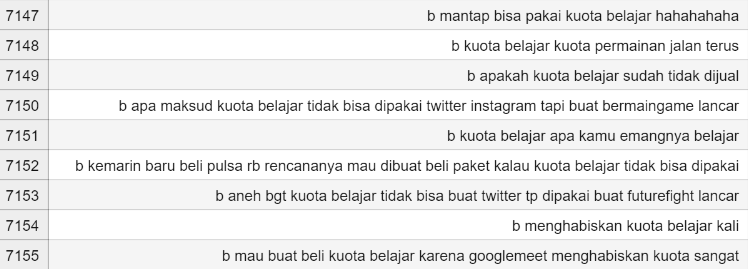 7147 b mantap bisa pakai kuota belajar hahahahaha
7148 b kuota belajar kuota permainan jalan terus
7149 b apakah kuota belajar sudah tidak dijual
7150 b apa maksud kuota belajar tidak bisa dipakai twitter instagram tapi buat bermaingame lancar
7151 b kuota belajar apa kamu emangnya belajar
7152 b kemarin baru beli pulsa rb rencananya mau dibuat beli paket kalau kuota belajar tidak bisa dipakai
7153 b aneh bgt kuota belajar tidak bisa buat twitter tp dipakai buat futurefight lancar
7154 b menghabiskan kuota belajar kali
7155 b mau buat beli kuota belajar karena googlemeet menghabiskan kuota sangat